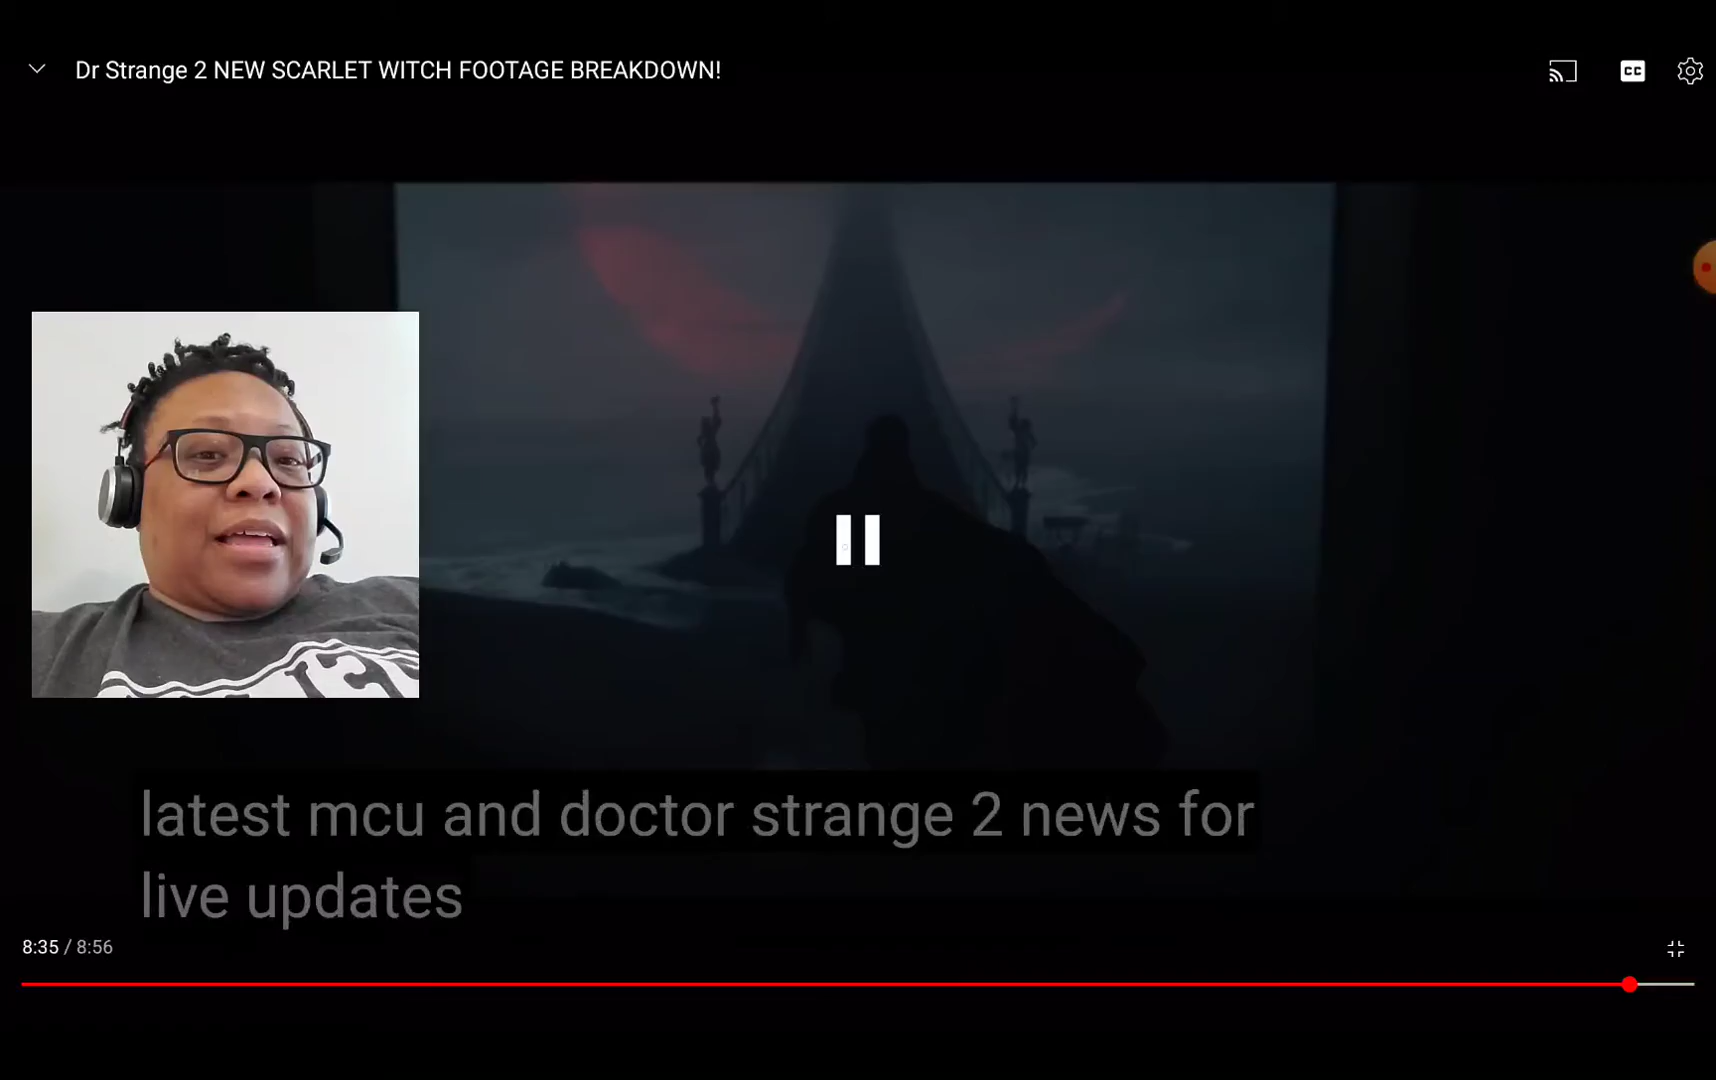 Dr Strange 2 NEW SCARLET WITCH FOOTAGE BREAKDOWN!
CC
latest mcu and doctor strange 2 news for
live updates
8:35 / 8:56